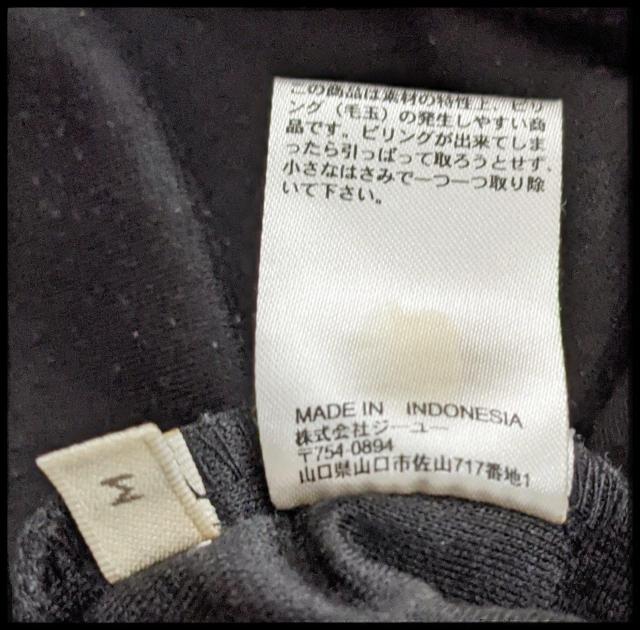 この商品は素材の特性上、ピリ
ング（毛玉）の発生しやすい商
品です。ピリングが出来てしま
ったら引っぱって取ろうとせず、
小さなはさみで一つ一つ取り除
いて下さい。
MADE IN INDONESIA
株式会社ジーユー
〒754-0894
山口県山口市佐山717番地1
M